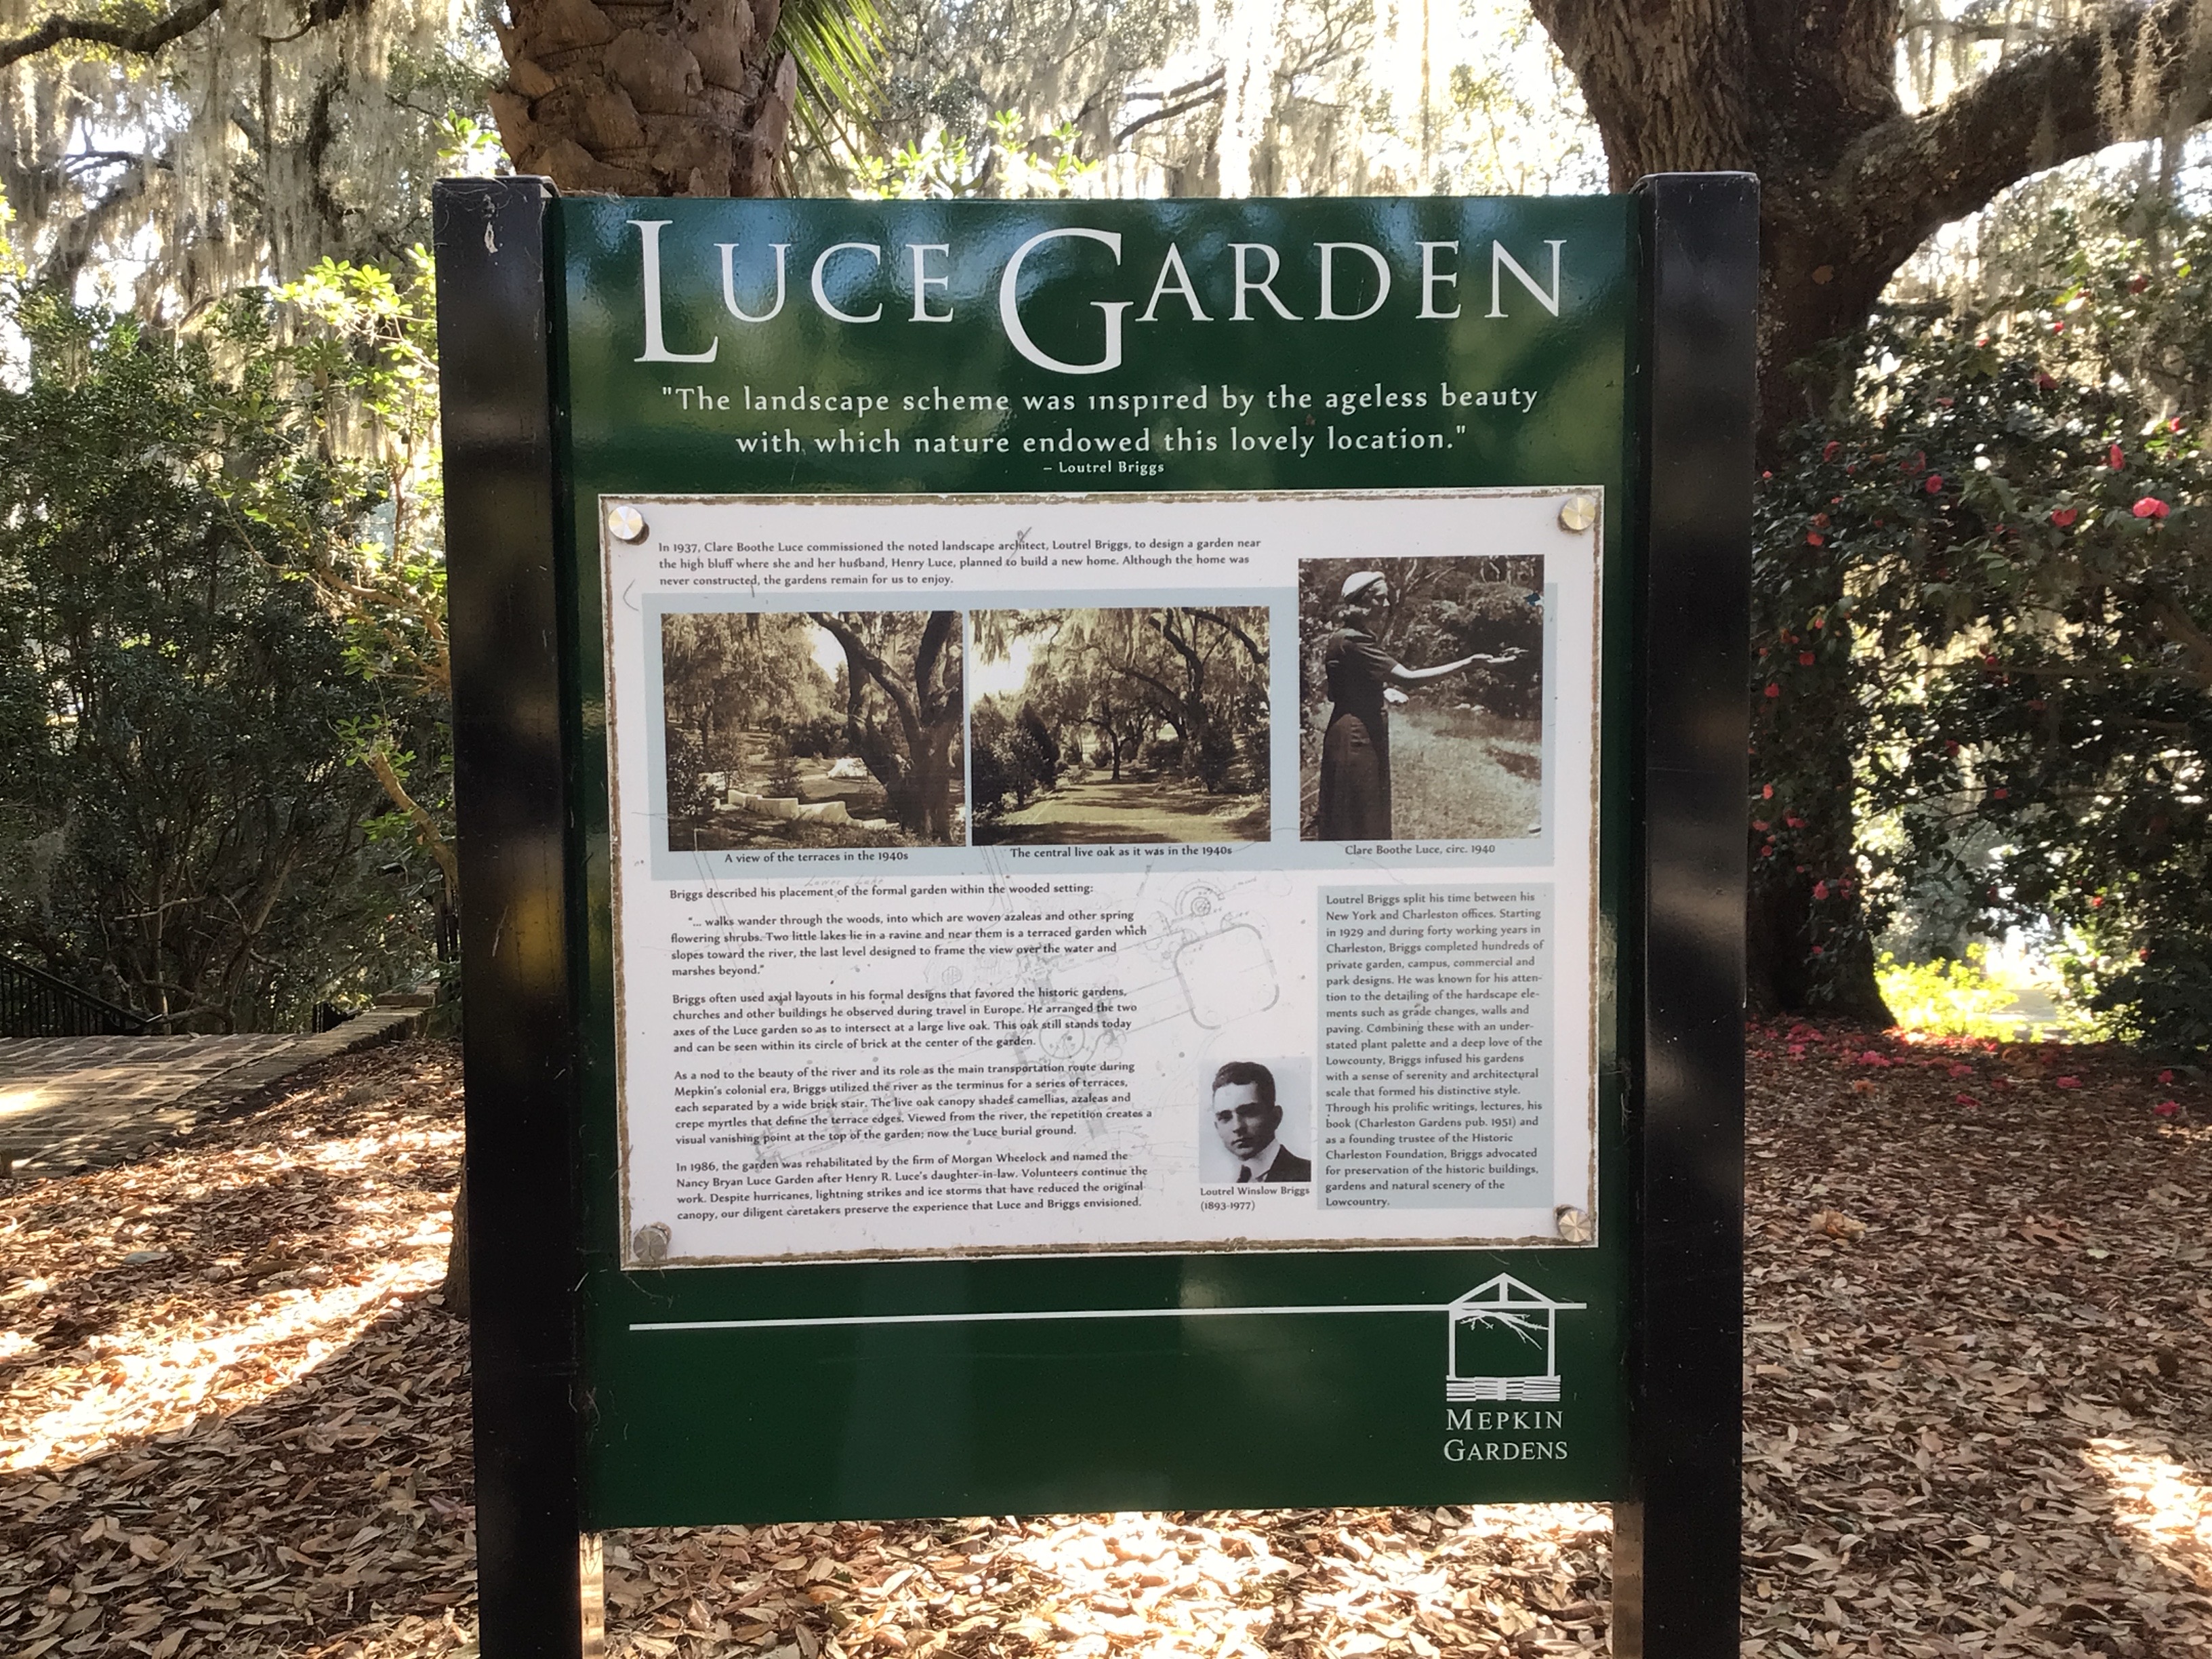 LUCE GARDEN
"The landscape scheme was inspired by the ageless beauty
with which nature endowed this lovely location."
– Loutrel Briggs
In 1937, Clare Boothe Luce commissioned the noted landscape architect, Loutrel Briggs, to design a garden near
the high bluff where she and her husband, Henry Luce, planned to build a new home. Although the home was
never constructed, the gardens remain for us to enjoy.
A view of the terraces in the 1940s
The central live oak as it was in the 1940s
Clare Boothe Luce, circ. 1940
Briggs described his placement of the formal garden within the wooded setting:
"... walks wander through the woods, into which are woven azaleas and other spring
flowering shrubs. Two little lakes lie in a ravine and near them is a terraced garden which
slopes toward the river, the last level designed to frame the view over the water and
marshes beyond."
Briggs often used axial layouts in his formal designs that favored the historic gardens,
churches and other buildings he observed during travel in Europe. He arranged the two
axes of the Luce garden so as to intersect at a large live oak. This oak still stands today
and can be seen within its circle of brick at the center of the garden.
As a nod to the beauty of the river and its role as the main transportation route during
Mepkin's colonial era, Briggs utilized the river as the terminus for a series of terraces,
each separated by a wide brick stair. The live oak canopy shades camellias, azaleas and
crepe myrtles that define the terrace edges. Viewed from the river, the repetition creates a
visual vanishing point at the top of the garden; now the Luce burial ground.
In 1986, the garden was rehabilitated by the firm of Morgan Wheelock and named the
Nancy Bryan Luce Garden after Henry R. Luce's daughter-in-law. Volunteers continue the
work. Despite hurricanes, lightning strikes and ice storms that have reduced the original
canopy, our diligent caretakers preserve the experience that Luce and Briggs envisioned.
Loutrel Winslow Briggs
(1893-1977)
Loutrel Briggs split his time between his
New York and Charleston offices. Starting
in 1929 and during forty working years in
Charleston, Briggs completed hundreds of
private garden, campus, commercial and
park designs. He was known for his atten-
tion to the detailing of the hardscape ele-
ments such as grade changes, walls and
paving. Combining these with an under-
stated plant palette and a deep love of the
Lowcounty, Briggs infused his gardens
with a sense of serenity and architectural
scale that formed his distinctive style.
Through his prolific writings, lectures, his
book (Charleston Gardens pub. 1951) and
as a founding trustee of the Historic
Charleston Foundation, Briggs advocated
for preservation of the historic buildings,
gardens and natural scenery of the
Lowcountry.
MEPKIN
GARDENS